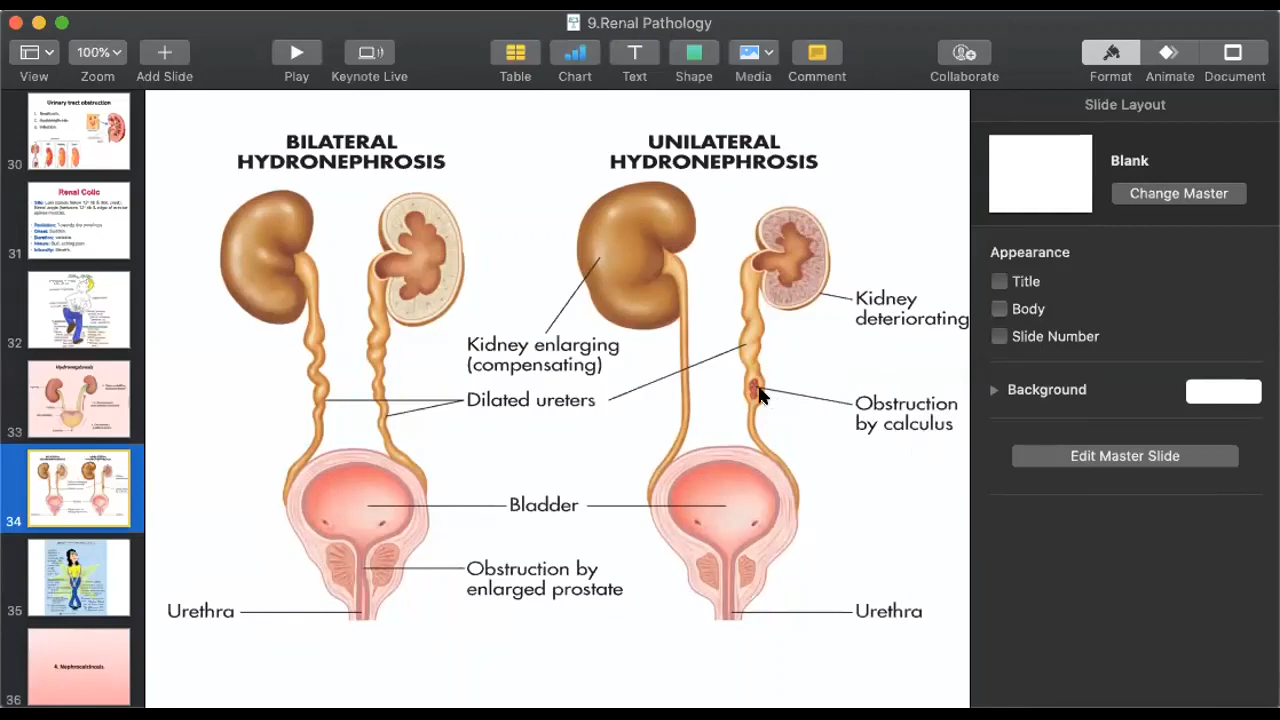 9.Renal Pathology
100%
View
Zoom
Add Slide
Play
Keynote Live
Table
Chart
Text
Shape
Media
Comment
Collaborate
Format
Animate
Document
Urinary tract obstruction
30
Renal Colic
31
32
Hydronephrosis
33
34
35
4. Nephrocalcinosis
36
BILATERAL
HYDRONEPHROSIS
UNILATERAL
HYDRONEPHROSIS
Kidney
deteriorating
Kidney enlarging
(compensating)
Dilated ureters
Obstruction
by calculus
Bladder
Obstruction by
enlarged prostate
Urethra
Urethra
Slide Layout
Blank
Change Master
Appearance
Title
Body
Slide Number
Background
Edit Master Slide